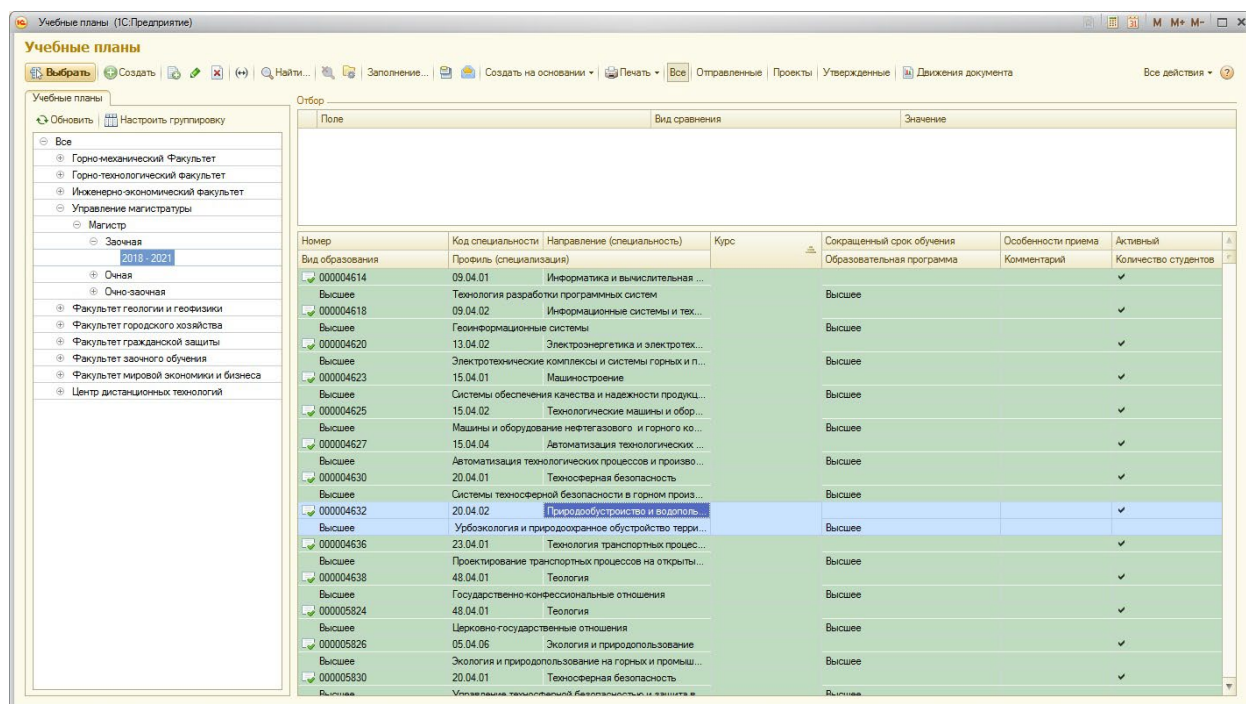 Учебные планы (1С:Предприятие)
M M+ M-
Учебные планы
Выбрать Создать Найти... Заполнение... Создать на основании Печать Все Отправленные Проекты Утвержденные Движения документа Все действия
Учебные планы
Обновить Настроить группировку
Все
Горно-механический Факультет
Горно-технологический факультет
Инженерно-экономический факультет
Управление магистратуры
Магистр
Заочная
2018 - 2021
Очная
Очно-заочная
Факультет геологии и геофизики
Факультет городского хозяйства
Факультет гражданской защиты
Факультет заочного обучения
Факультет мировой экономики и бизнеса
Центр дистанционных технологий
Отбор
Поле Вид сравнения Значение
Номер Код специальности Направление (специальность) Курс Сокращенный срок обучения Особенности приема Активный
Вид образования Профиль (специализация) Образовательная программа Комментарий Количество студентов
000004614 09.04.01 Информатика и вычислительная ...
Высшее Технология разработки программных систем Высшее
000004618 09.04.02 Информационные системы и тех...
Высшее Геоинформационные системы Высшее
000004620 13.04.02 Электроэнергетика и электротех...
Высшее Электротехнические комплексы и системы горных и п... Высшее
000004623 15.04.01 Машиностроение
Высшее Системы обеспечения качества и надежности продукц... Высшее
000004625 15.04.02 Технологические машины и обор...
Высшее Машины и оборудование нефтегазового и горного ко... Высшее
000004627 15.04.04 Автоматизация технологических ...
Высшее Автоматизация технологических процессов и произво... Высшее
000004630 20.04.01 Техносферная безопасность
Высшее Системы техносферной безопасности в горном произ... Высшее
000004632 20.04.02 Природообустройство и водополь...
Высшее Урбоэкология и природоохранное обустройство терри... Высшее
000004636 23.04.01 Технология транспортных процес...
Высшее Проектирование транспортных процессов на открыты... Высшее
000004638 48.04.01 Теология
Высшее Государственно-конфессиональные отношения Высшее
000005824 48.04.01 Теология
Высшее Церковно-государственные отношения Высшее
000005826 05.04.06 Экология и природопользование
Высшее Экология и природопользование на горных и промыш... Высшее
000005830 20.04.01 Техносферная безопасность
Высшее Управление техносферной безопасностью и защита в... Высшее